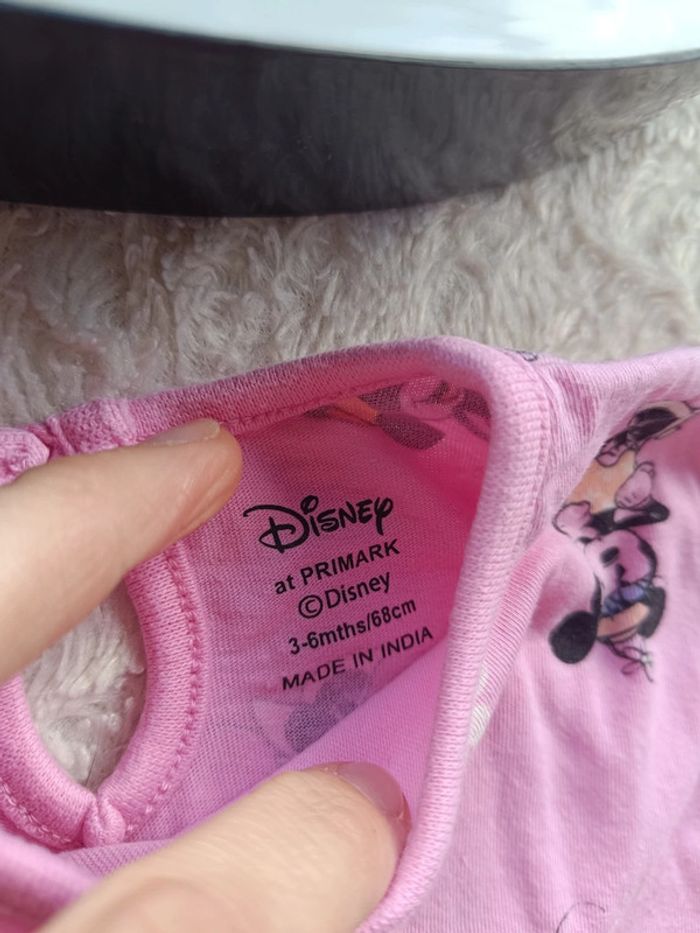 Disney
at PRIMARK
©Disney
3-6mths/68cm
MADE IN INDIA